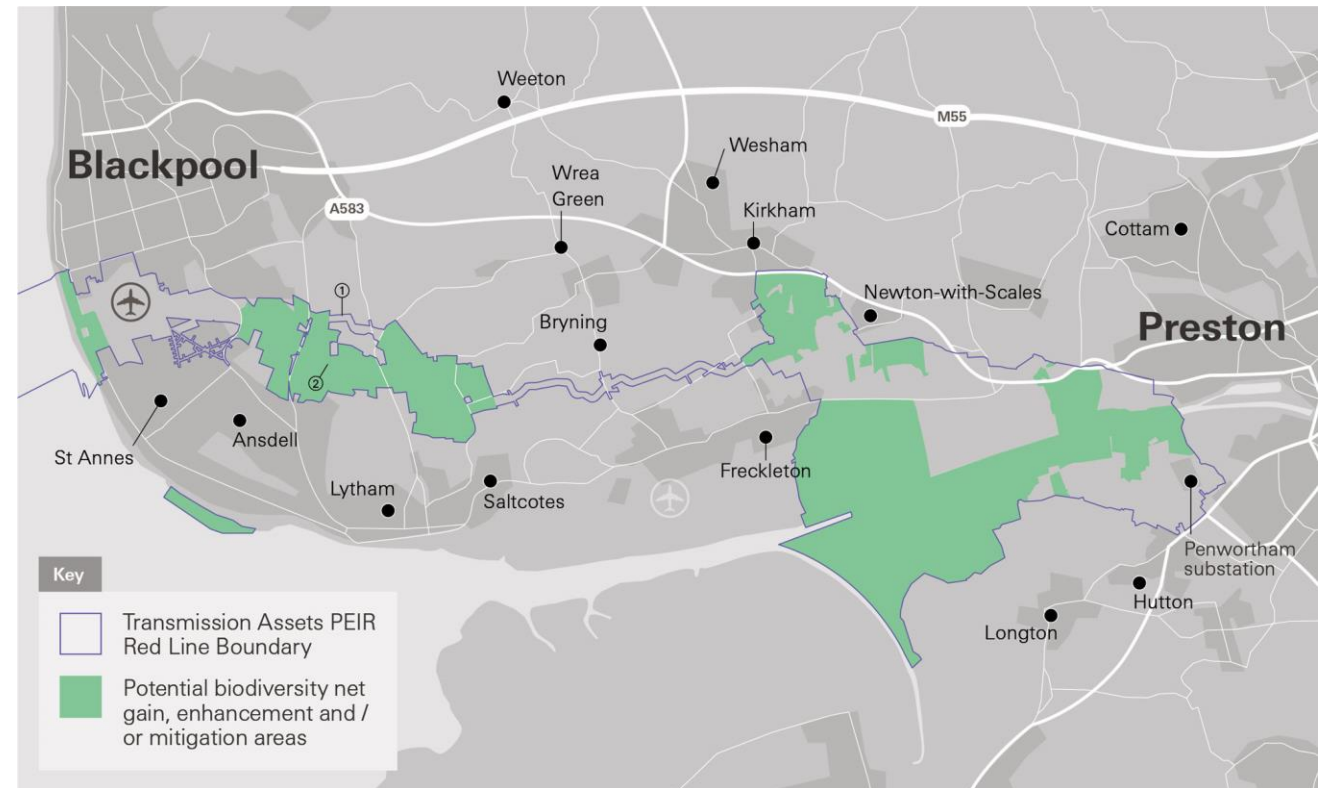 Weeton
M55
Blackpool
Wesham
Wrea
Green
A583
Kirkham
Cottam
①
Newton-with-Scales
Bryning
Preston
②
St Annes
Ansdell
Freckleton
Lytham
Saltcotes
Penwortham
substation
Hutton
Longton
Key
Transmission Assets PEIR
Red Line Boundary
Potential biodiversity net
gain, enhancement and /
or mitigation areas